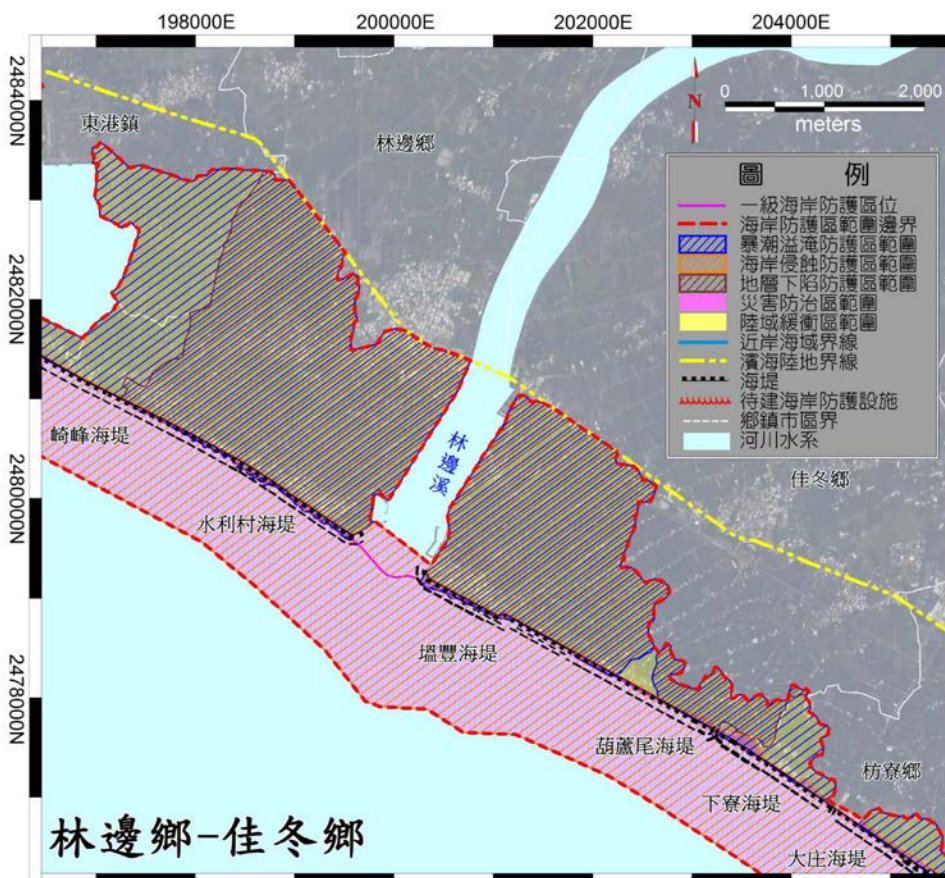 198000E
200000E
202000E
204000E
2484000N
2482000N
2480000N
2478000N
N
0 1,000 2,000
meters
圖 例
一級海岸防護區位
海岸防護區範圍邊界
暴潮溢淹防護區範圍
海岸侵蝕防護區範圍
地層下陷防護區範圍
災害防治區範圍
陸域緩衝區範圍
近岸海域界線
濱海陸地界線
海堤
待建海岸防護設施
鄉鎮市區界
河川水系
東港鎮
林邊鄉
佳冬鄉
枋寮鄉
林邊溪
崎峰海堤
水利村海堤
塭豐海堤
葫蘆尾海堤
下寮海堤
大庄海堤
林邊鄉-佳冬鄉